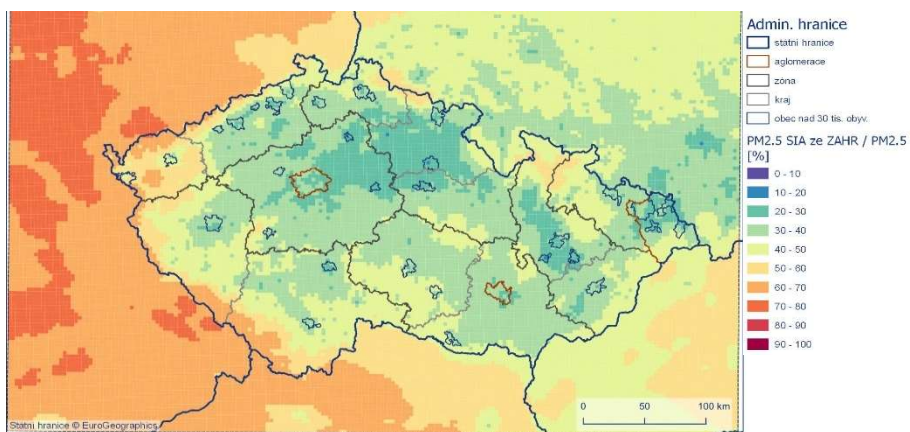 Admin. hranice
státní hranice
aglomerace
zóna
kraj
obec nad 30 tis. obyv.
PM2.5 SIA ze ZAHR / PM2.5
[%]
0 - 10
10 - 20
20 - 30
30 - 40
40 - 50
50 - 60
60 - 70
70 - 80
80 - 90
90 - 100
0 50 100 km
Státní hranice © EuroGeographics